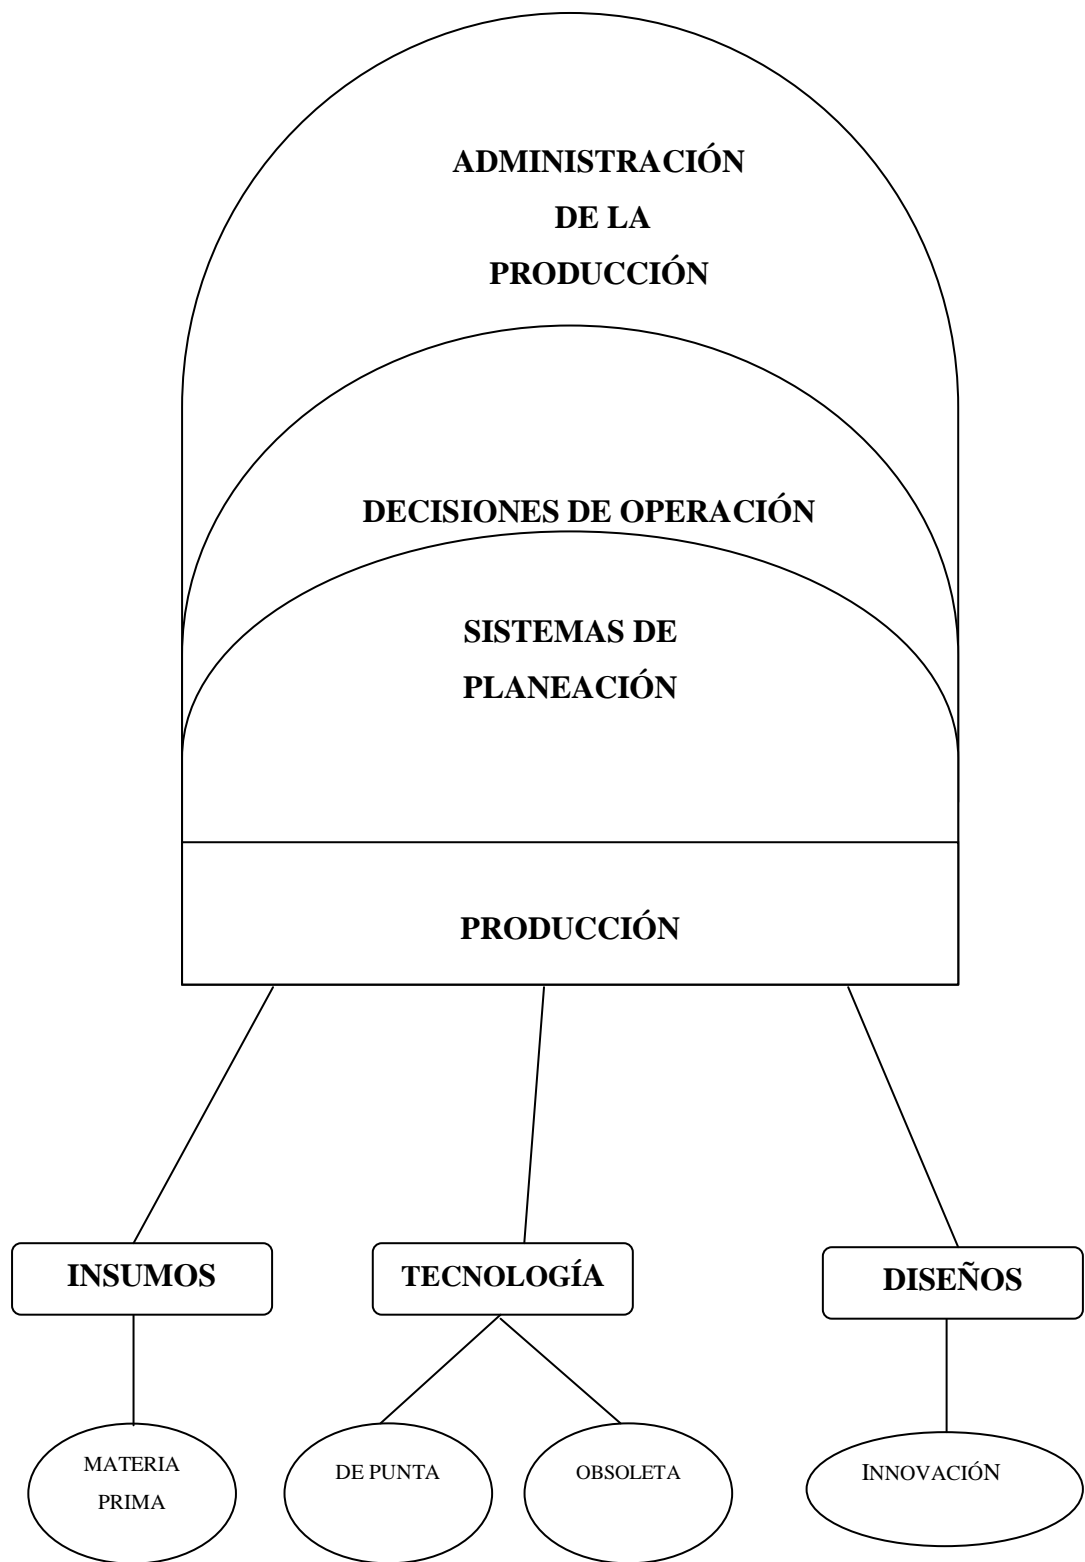 ADMINISTRACIÓN
DE LA
PRODUCCIÓN
DECISIONES DE OPERACIÓN
SISTEMAS DE
PLANEACIÓN
PRODUCCIÓN
INSUMOS
TECNOLOGÍA
DISEÑOS
MATERIA
PRIMA
DE PUNTA
OBSOLETA
INNOVACIÓN